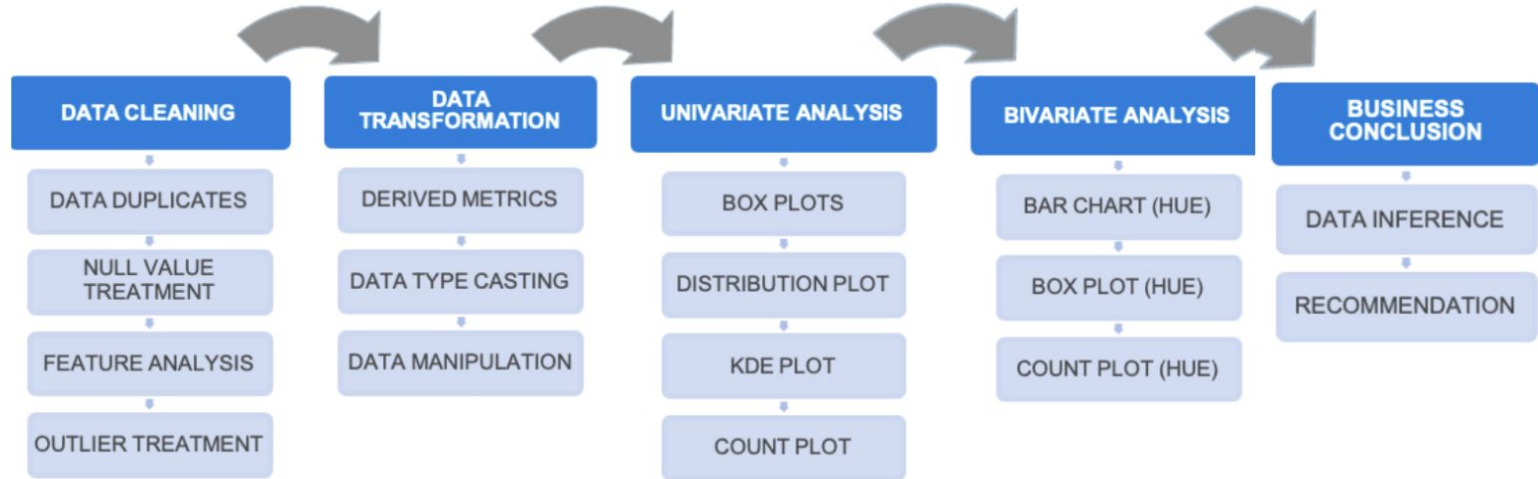 DATA CLEANING
DATA DUPLICATES
NULL VALUE
TREATMENT
FEATURE ANALYSIS
OUTLIER TREATMENT
DATA
TRANSFORMATION
DERIVED METRICS
DATA TYPE CASTING
DATA MANIPULATION
UNIVARIATE ANALYSIS
BOX PLOTS
DISTRIBUTION PLOT
KDE PLOT
COUNT PLOT
BIVARIATE ANALYSIS
BAR CHART (HUE)
BOX PLOT (HUE)
COUNT PLOT (HUE)
BUSINESS
CONCLUSION
DATA INFERENCE
RECOMMENDATION